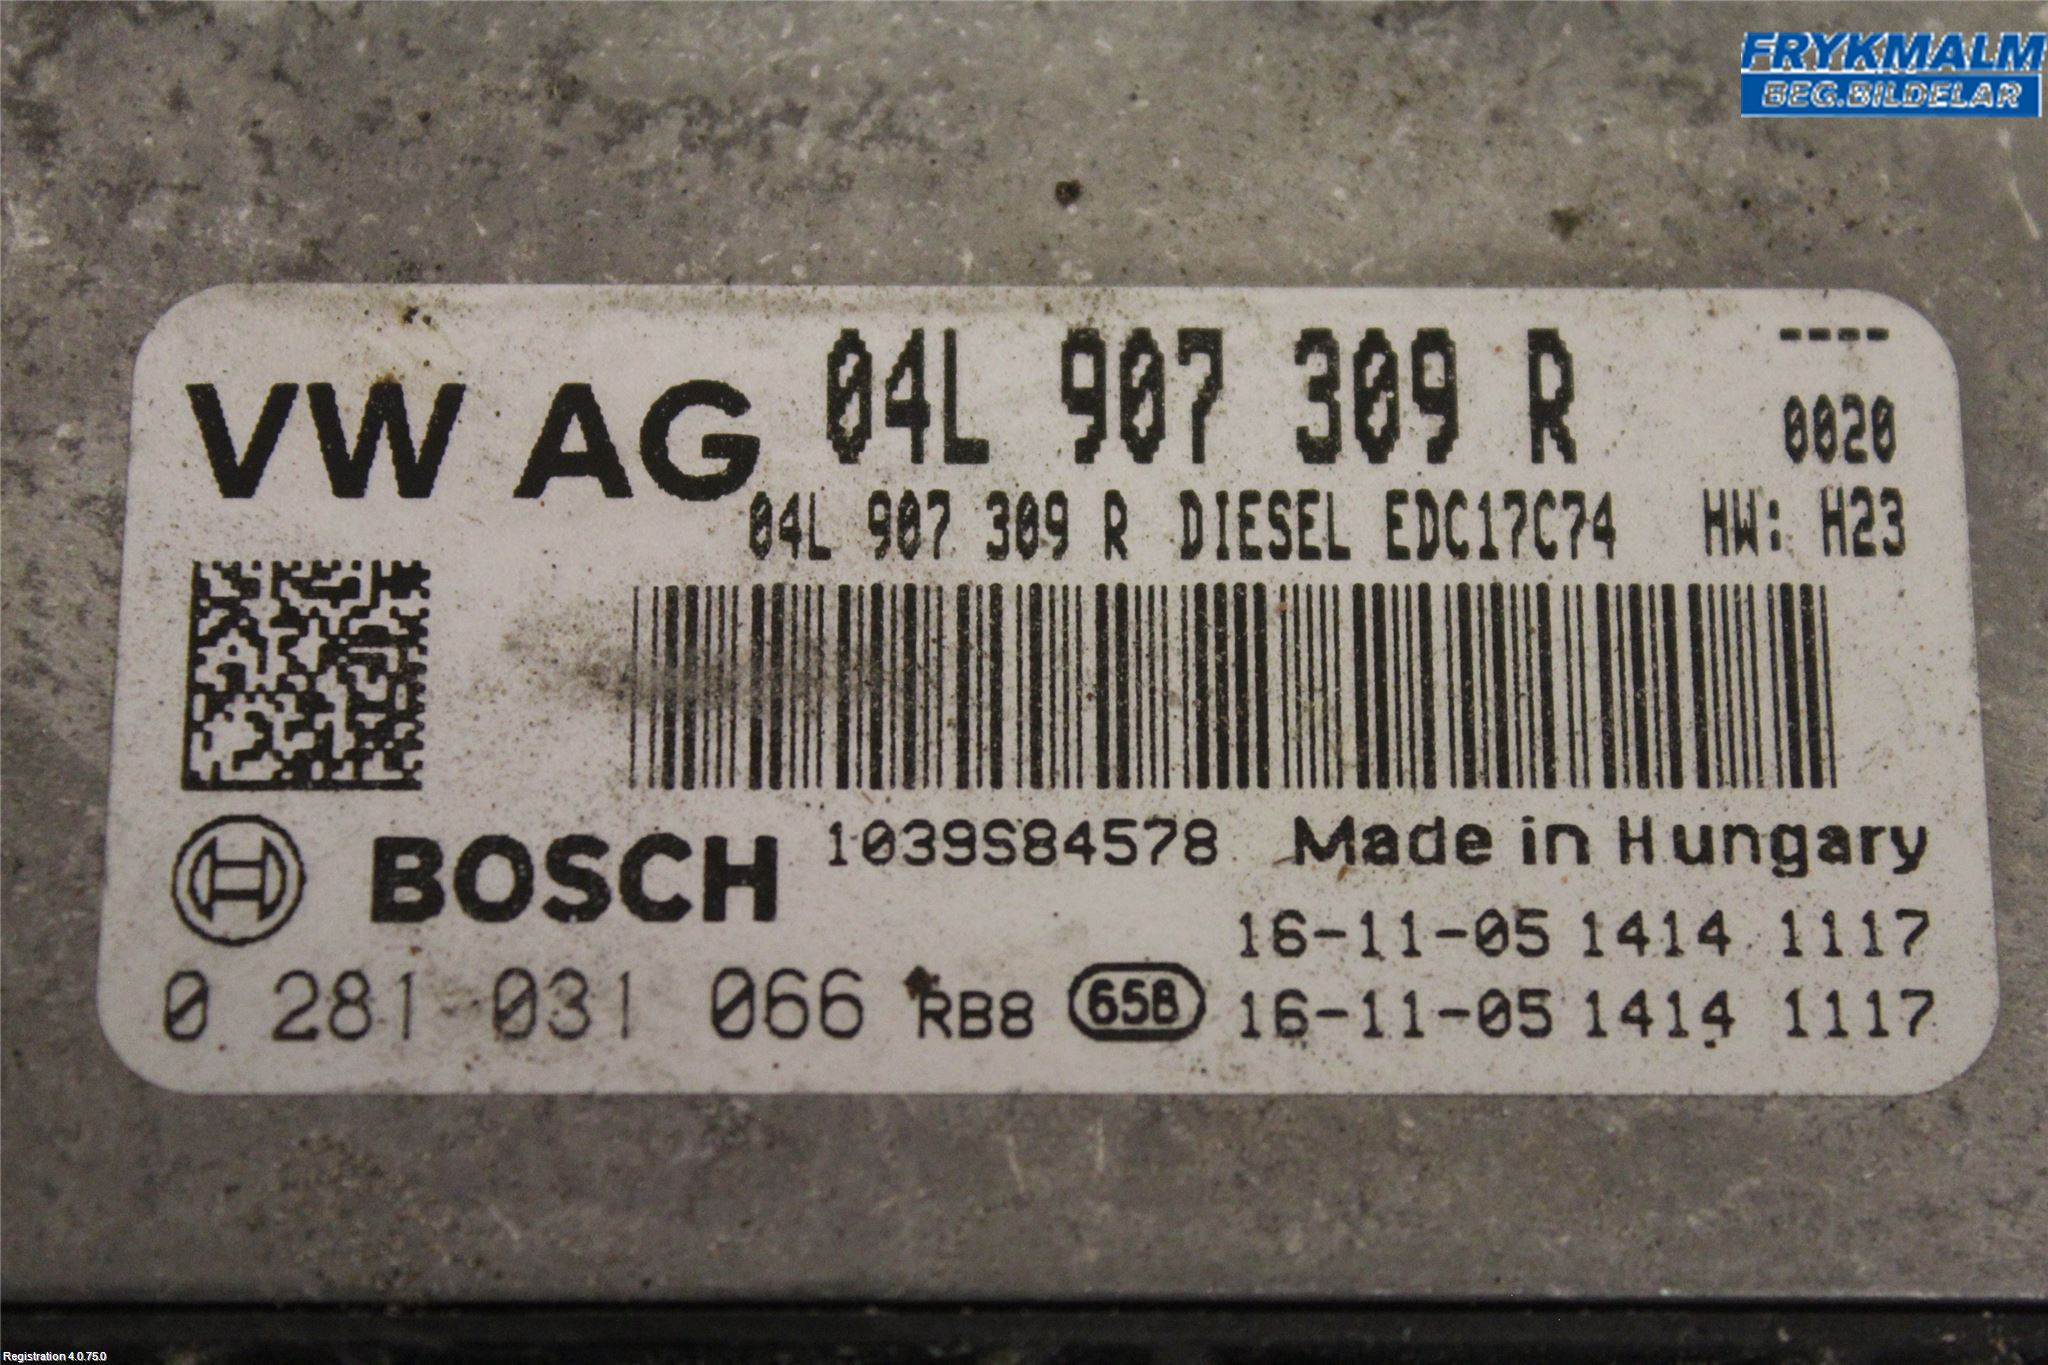 FRYKMALM
BEG.BILDELAR
VW AG 04L 907 309 R ----
0020
04L 907 309 R DIESEL EDC17C74 HW: H23
BOSCH 1039S84578 Made in Hungary
16-11-05 1414 1117
0 281 031 066 RB8 65B 16-11-05 1414 1117
Registration 4.0.75.0